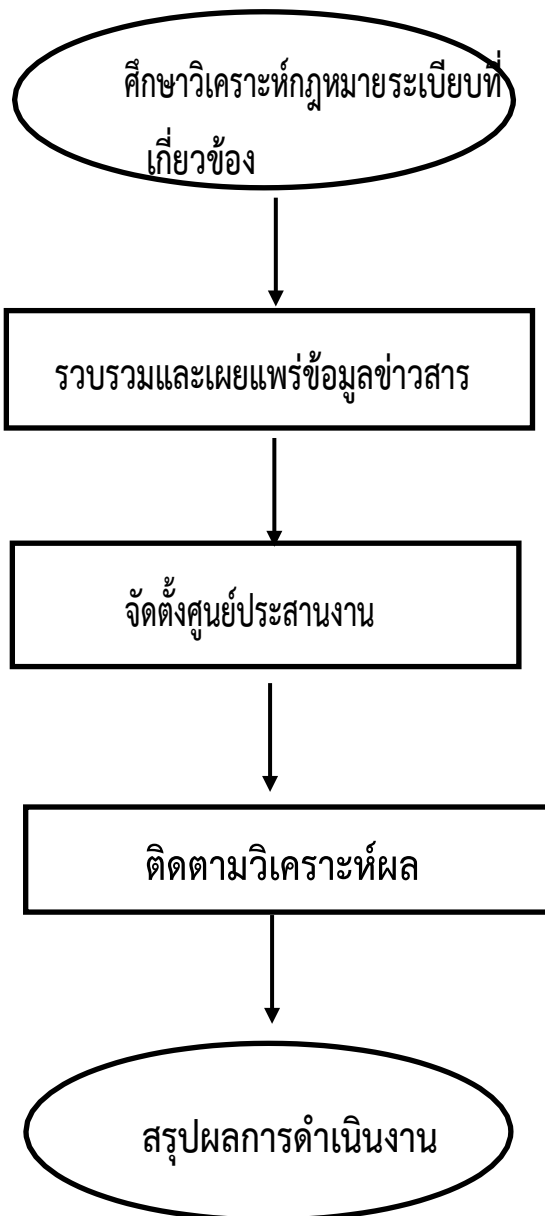 ศึกษาวิเคราะห์กฎหมายระเบียบที่
เกี่ยวข้อง
รวบรวมและเผยแพร่ข้อมูลข่าวสาร
จัดตั้งศูนย์ประสานงาน
ติดตามวิเคราะห์ผล
สรุปผลการดำเนินงาน